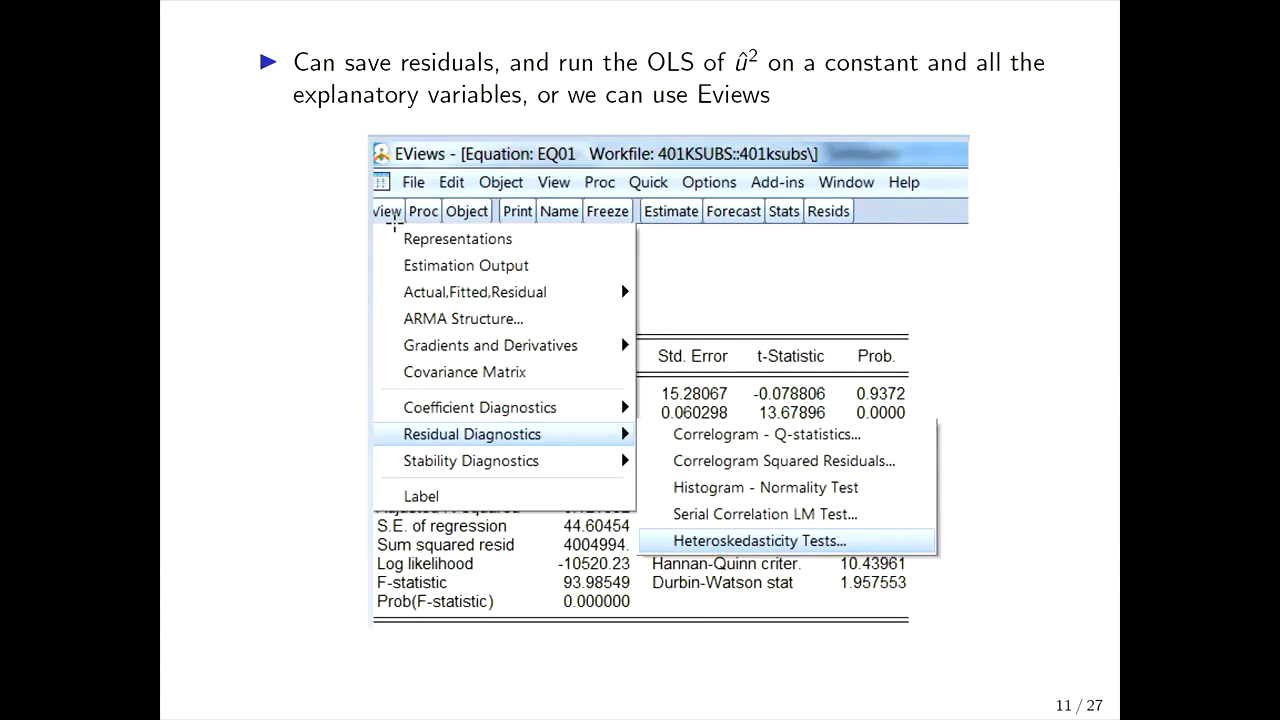 Can save residuals, and run the OLS of û² on a constant and all the
explanatory variables, or we can use Eviews
EViews - [Equation: EQ01 Workfile: 401KSUBS::401ksubs\]
File Edit Object View Proc Quick Options Add-ins Window Help
View Proc Object Print Name Freeze Estimate Forecast Stats Resids
Representations
Estimation Output
Actual,Fitted,Residual
ARMA Structure...
Gradients and Derivatives
Covariance Matrix
Coefficient Diagnostics
Residual Diagnostics
Stability Diagnostics
Label
Std. Error t-Statistic Prob.
15.28067 -0.078806 0.9372
0.060298 13.67896 0.0000
Correlogram - Q-statistics...
Correlogram Squared Residuals...
Histogram - Normality Test
Serial Correlation LM Test...
Heteroskedasticity Tests...
S.E. of regression 44.60454
Sum squared resid 4004994.
Log likelihood -10520.23 Hannan-Quinn criter. 10.43961
F-statistic 93.98549 Durbin-Watson stat 1.957553
Prob(F-statistic) 0.000000
11 / 27